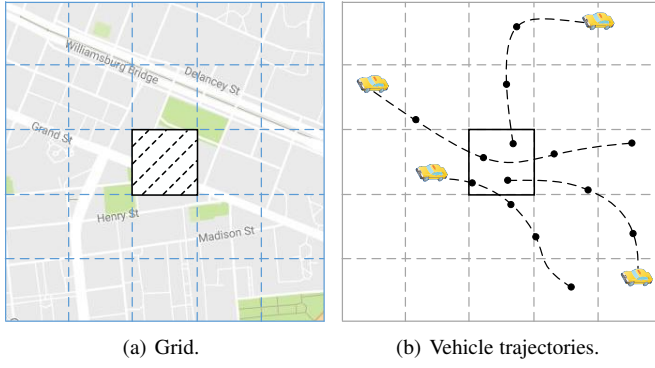 Williamsburg Bridge
Delancey St
Grand St
Henry St
Madison St
(a) Grid.
(b) Vehicle trajectories.